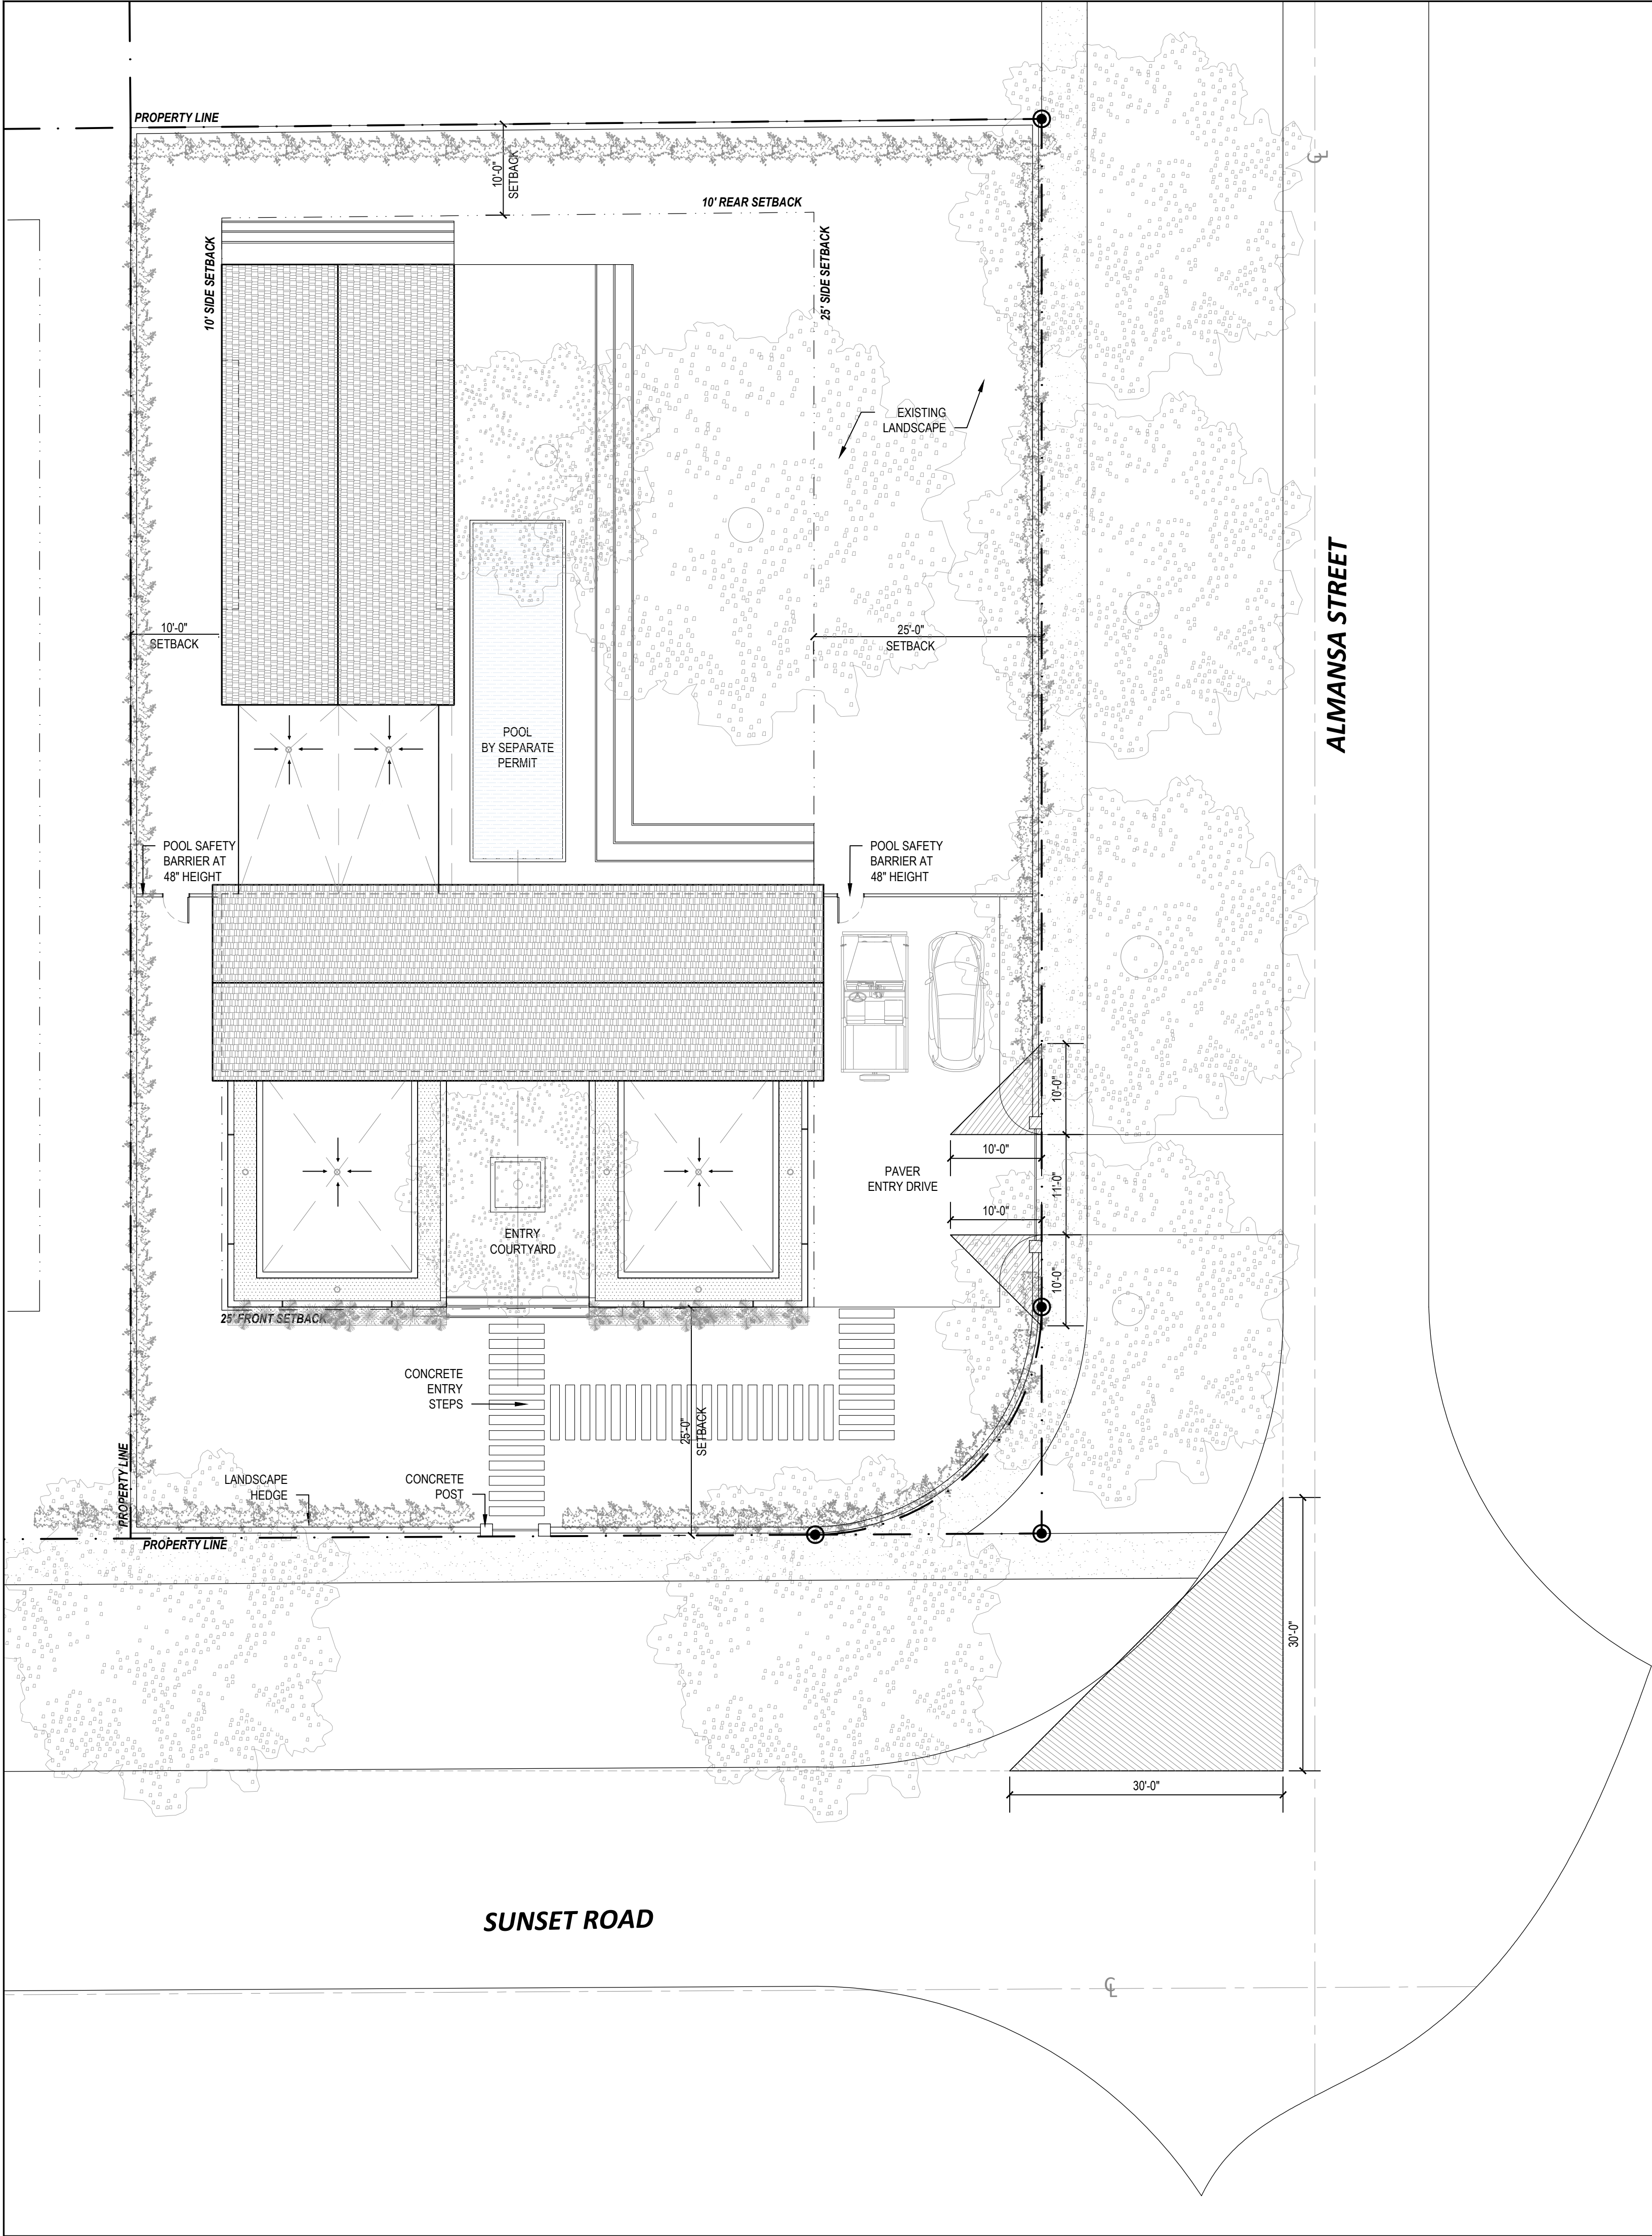 PROPERTY LINE
CL
10'-0"
SETBACK
10' REAR SETBACK
10' SIDE SETBACK
25' SIDE SETBACK
EXISTING
LANDSCAPE
ALMANSA STREET
10'-0"
SETBACK
25'-0"
SETBACK
POOL
BY SEPARATE
PERMIT
POOL SAFETY
BARRIER AT
48" HEIGHT
POOL SAFETY
BARRIER AT
48" HEIGHT
10'-0"
10'-0"
PAVER
ENTRY DRIVE
11'-0"
10'-0"
ENTRY
COURTYARD
10'-0"
25' FRONT SETBACK
CONCRETE
ENTRY
STEPS
25'-0"
SETBACK
PROPERTY LINE
LANDSCAPE
HEDGE
CONCRETE
POST
PROPERTY LINE
30'-0"
30'-0"
SUNSET ROAD
CL